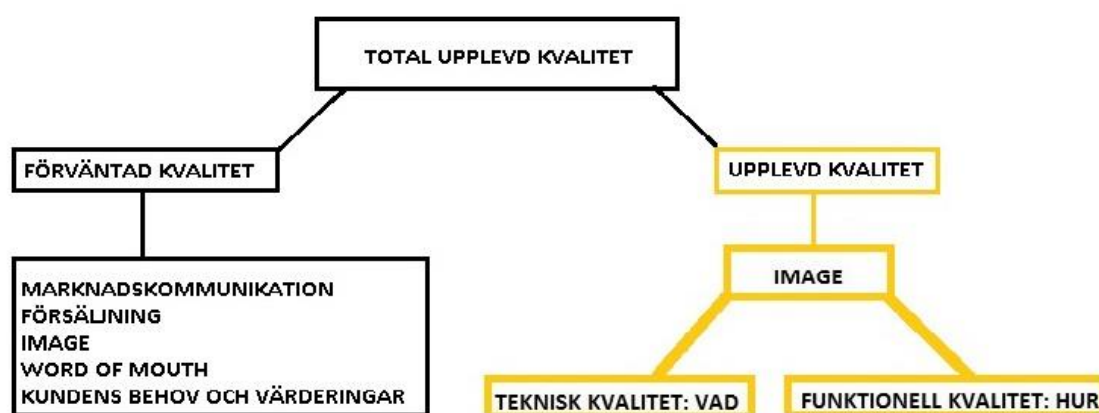 TOTAL UPPLEVD KVALITET
FÖRVÄNTAD KVALITET
UPPLEVD KVALITET
MARKNADSKOMMUNIKATION
FÖRSÄLJNING
IMAGE
WORD OF MOUTH
KUNDENS BEHOV OCH VÄRDERINGAR
IMAGE
TEKNISK KVALITET: VAD
FUNKTIONELL KVALITET: HUR